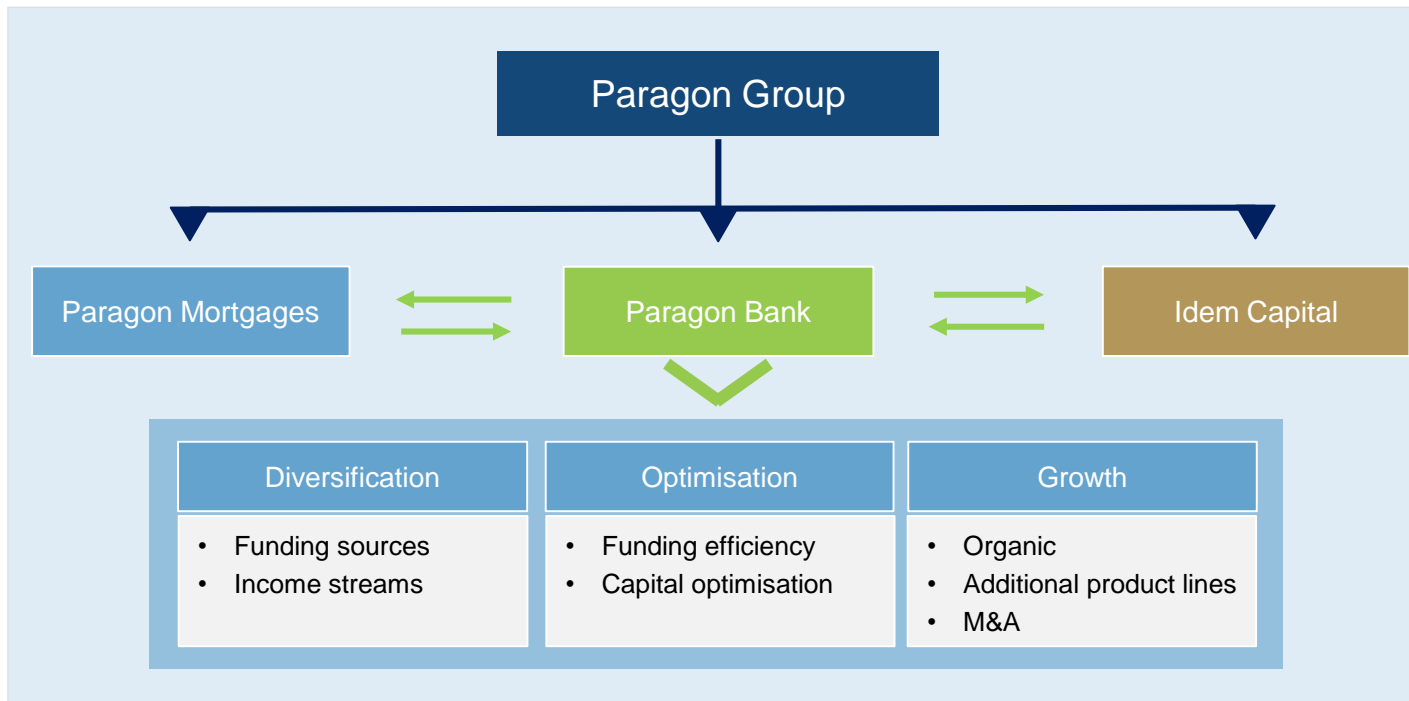 Paragon Group
Paragon Mortgages
Paragon Bank
Idem Capital
Diversification
• Funding sources
• Income streams
Optimisation
• Funding efficiency
• Capital optimisation
Growth
• Organic
• Additional product lines
• M&A